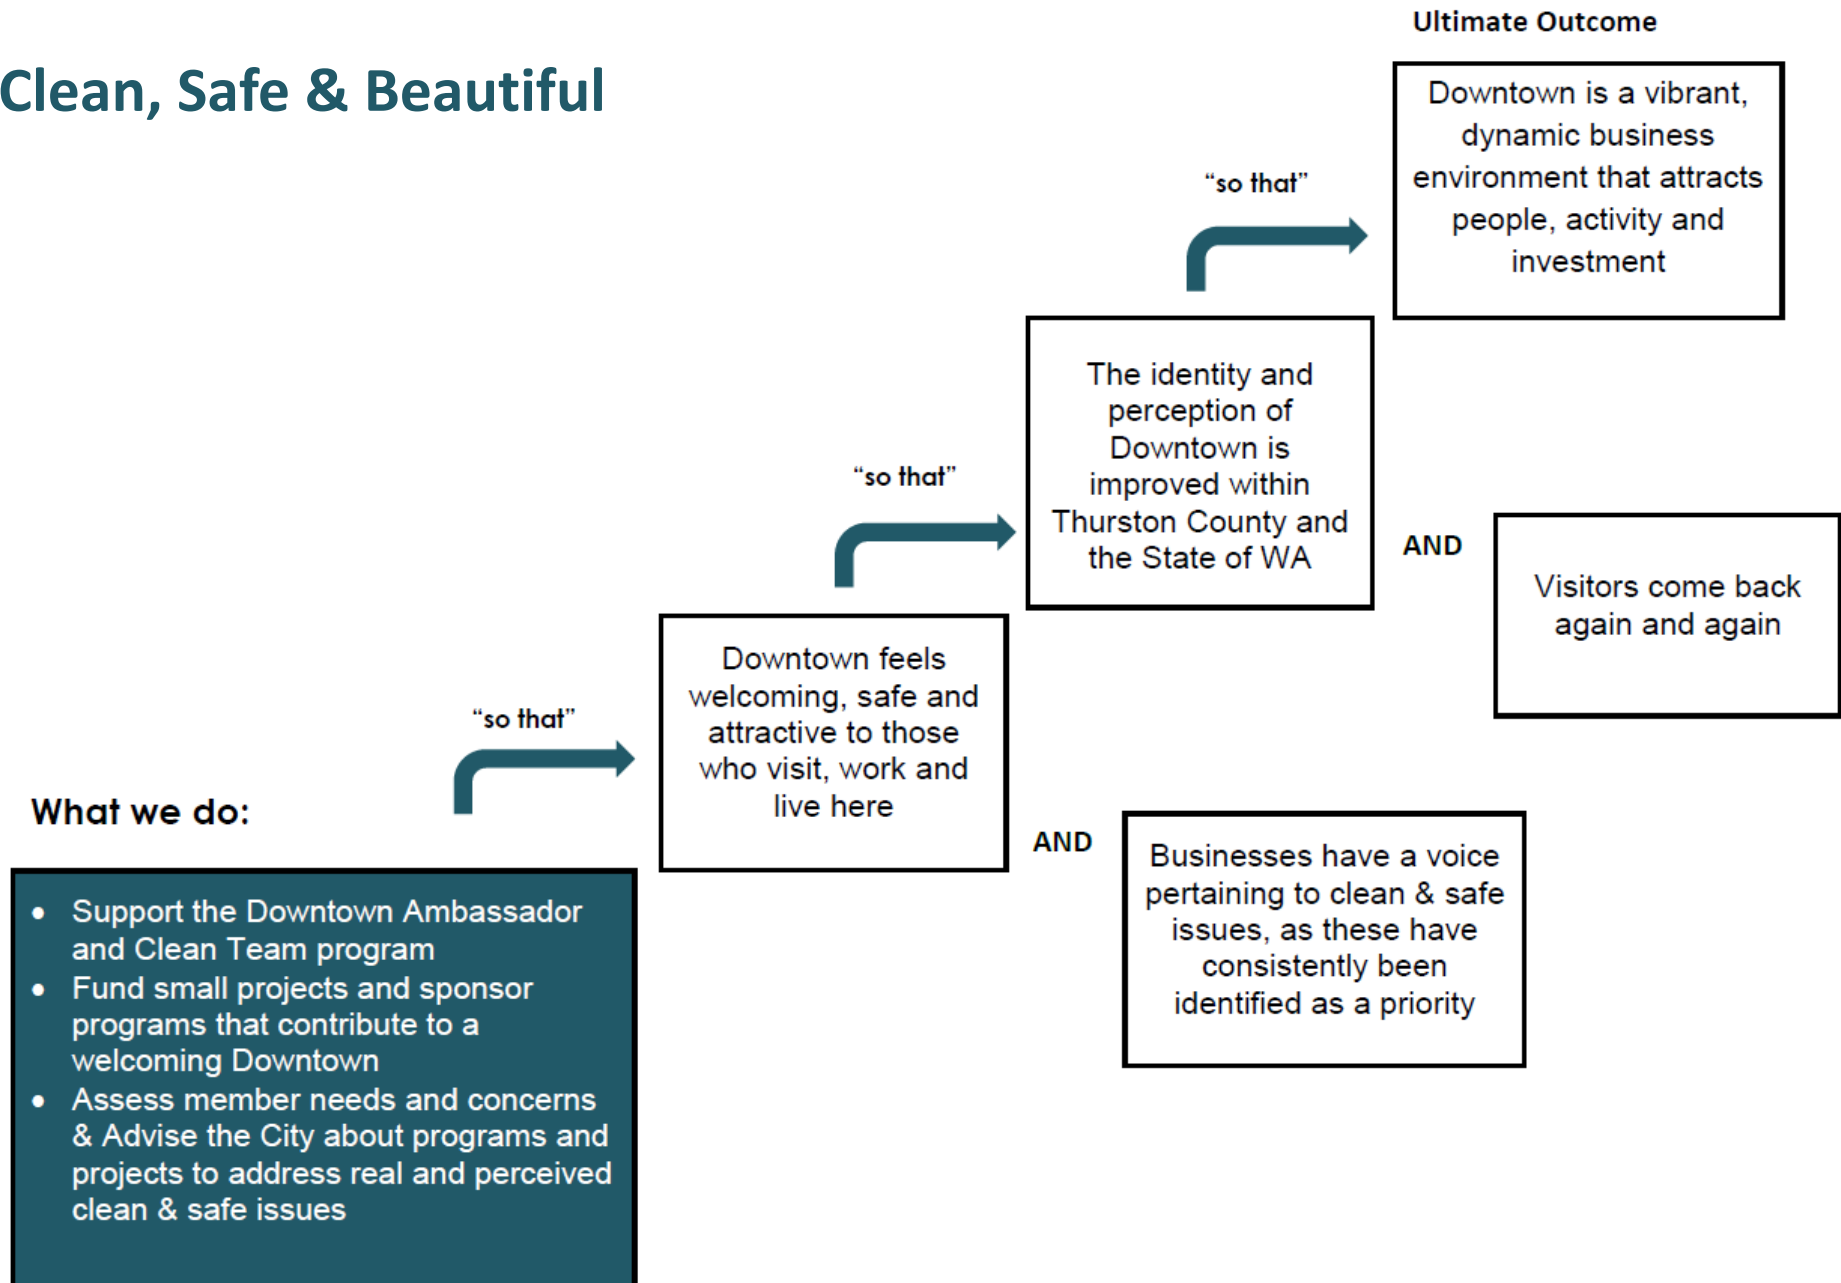 Clean, Safe & Beautiful
Ultimate Outcome
Downtown is a vibrant,
dynamic business
environment that attracts
people, activity and
investment
“so that”
The identity and
perception of
Downtown is
improved within
Thurston County and
the State of WA
AND
Visitors come back
again and again
“so that”
Downtown feels
welcoming, safe and
attractive to those
who visit, work and
live here
AND
Businesses have a voice
pertaining to clean & safe
issues, as these have
consistently been
identified as a priority
“so that”
What we do:
• Support the Downtown Ambassador
and Clean Team program
• Fund small projects and sponsor
programs that contribute to a
welcoming Downtown
• Assess member needs and concerns
& Advise the City about programs and
projects to address real and perceived
clean & safe issues